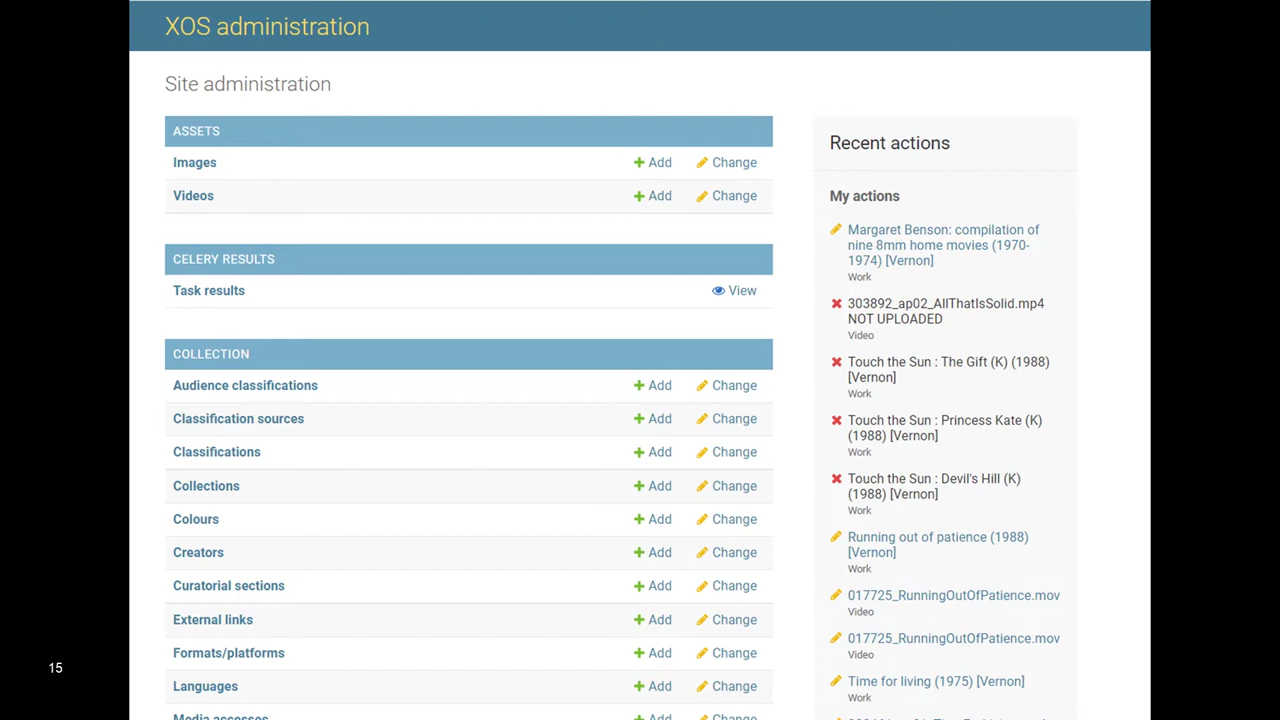 XOS administration
Site administration
ASSETS
Images Add Change
Videos Add Change
CELERY RESULTS
Task results View
COLLECTION
Audience classifications Add Change
Classification sources Add Change
Classifications Add Change
Collections Add Change
Colours Add Change
Creators Add Change
Curatorial sections Add Change
External links Add Change
Formats/platforms Add Change
Languages Add Change
Media accesses Add Change
Recent actions
My actions
Margaret Benson: compilation of
nine 8mm home movies (1970-
1974) [Vernon]
Work
303892_ap02_AllThatIsSolid.mp4
NOT UPLOADED
Video
Touch the Sun : The Gift (K) (1988)
[Vernon]
Work
Touch the Sun : Princess Kate (K)
(1988) [Vernon]
Work
Touch the Sun : Devil's Hill (K)
(1988) [Vernon]
Work
Running out of patience (1988)
[Vernon]
Work
017725_RunningOutOfPatience.mov
Video
017725_RunningOutOfPatience.mov
Video
Time for living (1975) [Vernon]
Work
15